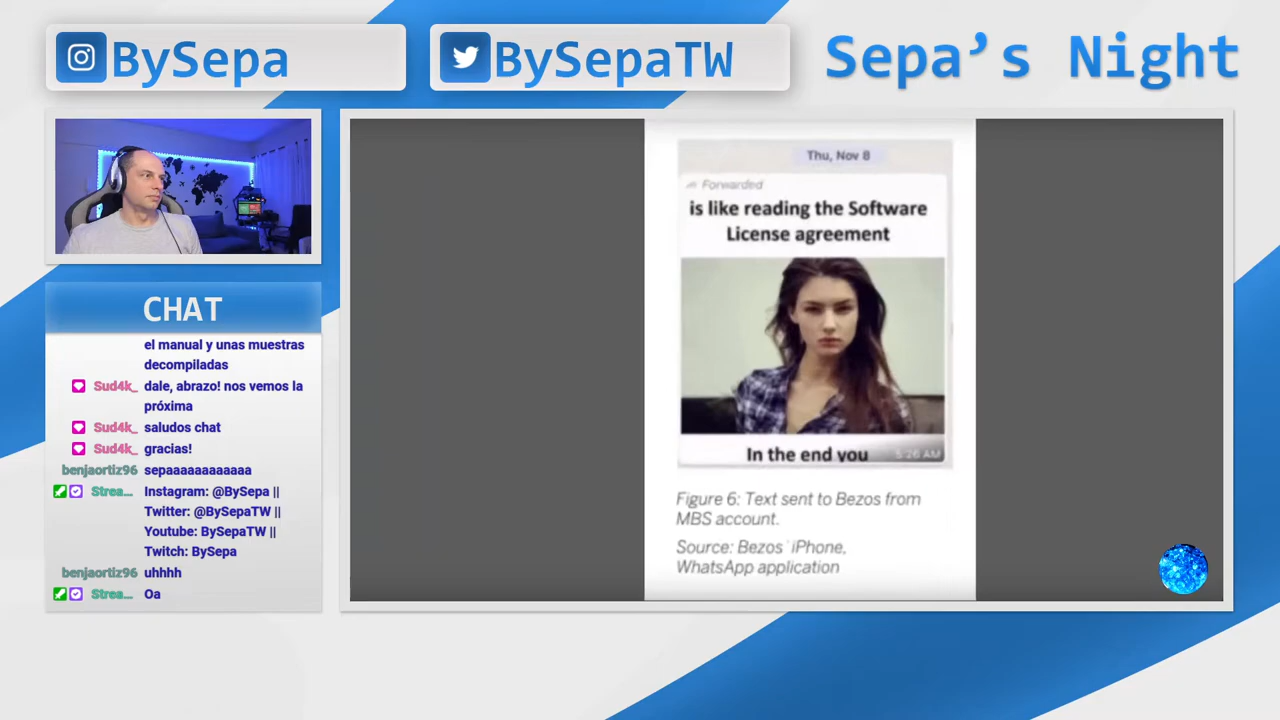 BySepa
BySepaTW
Sepa's Night
Thu, Nov 8
Forwarded
is like reading the Software
License agreement
In the end you
5:26 AM
Figure 6: Text sent to Bezos from
MBS account.
Source: Bezos' iPhone,
WhatsApp application
CHAT
el manual y unas muestras
decompiladas
Sud4k_ dale, abrazo! nos vemos la
próxima
Sud4k_ saludos chat
Sud4k_ gracias!
benjaortiz96 sepaaaaaaaaaaa
Strea... Instagram: @BySepa ||
Twitter: @BySepaTW ||
Youtube: BySepaTW ||
Twitch: BySepa
benjaortiz96 uhhhh
Strea... Oa